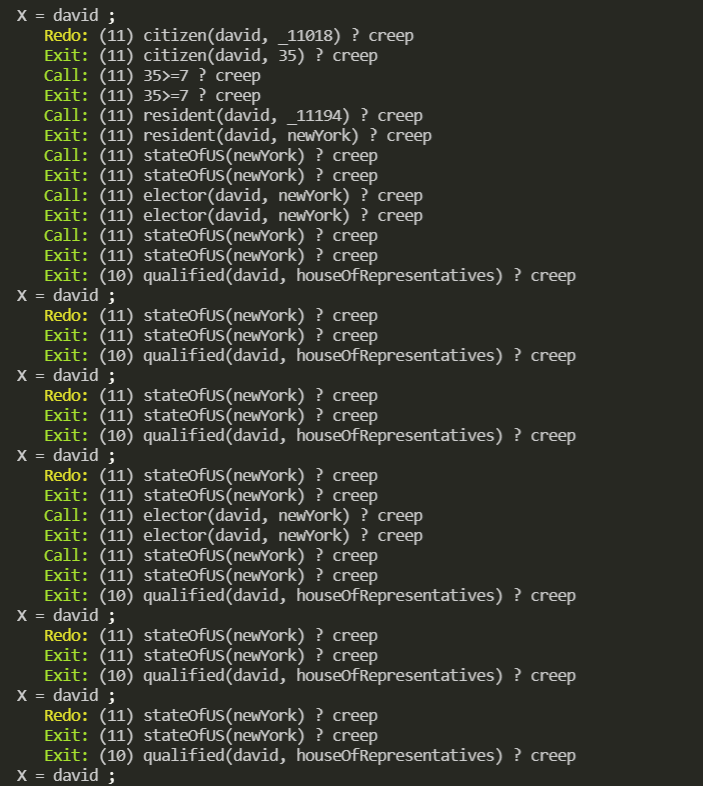 X = david ;
   Redo: (11) citizen(david, _11018) ? creep
   Exit: (11) citizen(david, 35) ? creep
   Call: (11) 35>=7 ? creep
   Exit: (11) 35>=7 ? creep
   Call: (11) resident(david, _11194) ? creep
   Exit: (11) resident(david, newYork) ? creep
   Call: (11) stateOfUS(newYork) ? creep
   Exit: (11) stateOfUS(newYork) ? creep
   Call: (11) elector(david, newYork) ? creep
   Exit: (11) elector(david, newYork) ? creep
   Call: (11) stateOfUS(newYork) ? creep
   Exit: (11) stateOfUS(newYork) ? creep
   Exit: (10) qualified(david, houseOfRepresentatives) ? creep
X = david ;
   Redo: (11) stateOfUS(newYork) ? creep
   Exit: (11) stateOfUS(newYork) ? creep
   Exit: (10) qualified(david, houseOfRepresentatives) ? creep
X = david ;
   Redo: (11) stateOfUS(newYork) ? creep
   Exit: (11) stateOfUS(newYork) ? creep
   Exit: (10) qualified(david, houseOfRepresentatives) ? creep
X = david ;
   Redo: (11) stateOfUS(newYork) ? creep
   Exit: (11) stateOfUS(newYork) ? creep
   Call: (11) elector(david, newYork) ? creep
   Exit: (11) elector(david, newYork) ? creep
   Call: (11) stateOfUS(newYork) ? creep
   Exit: (11) stateOfUS(newYork) ? creep
   Exit: (10) qualified(david, houseOfRepresentatives) ? creep
X = david ;
   Redo: (11) stateOfUS(newYork) ? creep
   Exit: (11) stateOfUS(newYork) ? creep
   Exit: (10) qualified(david, houseOfRepresentatives) ? creep
X = david ;
   Redo: (11) stateOfUS(newYork) ? creep
   Exit: (11) stateOfUS(newYork) ? creep
   Exit: (10) qualified(david, houseOfRepresentatives) ? creep
X = david ;